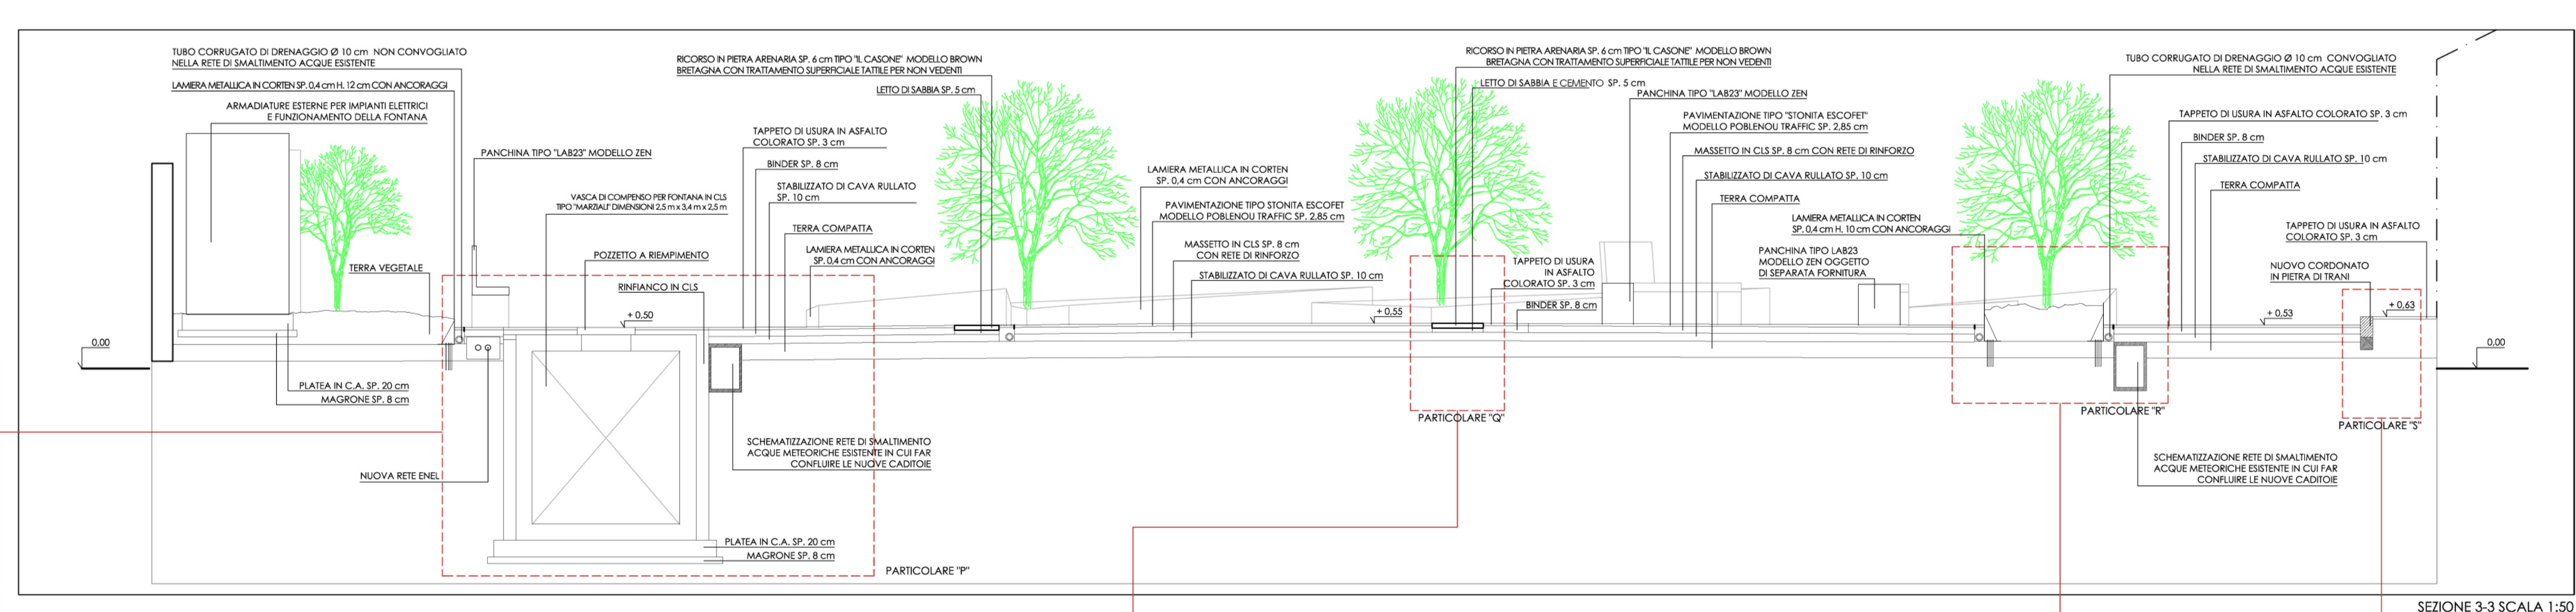 TUBO CORRUGATO DI DRENAGGIO Ø 10 cm NON CONVOGLIATO
NELLA RETE DI SMALTIMENTO ACQUE ESISTENTE
LAMIERA METALLICA IN CORTEN SP. 0,4 cm H. 12 cm CON ANCORAGGI
ARMADIATURE ESTERNE PER IMPIANTI ELETTRICI
E FUNZIONAMENTO DELLA FONTANA
TERRA VEGETALE
0,00
PLATEA IN C.A. SP. 20 cm
MAGRONE SP. 8 cm
NUOVA RETE ENEL
PANCHINA TIPO "LAB23" MODELLO ZEN
VASCA DI COMPENSO PER FONTANA IN CLS
TIPO "MARZIALI" DIMENSIONI 2,5 m x 3,4 m x 2,5 m
POZZETTO A RIEMPIMENTO
RINFIANCO IN CLS
+ 0,50
RICORSO IN PIETRA ARENARIA SP. 6 cm TIPO "IL CASONE" MODELLO BROWN
BRETAGNA CON TRATTAMENTO SUPERFICIALE TATTILE PER NON VEDENTI
LETTO DI SABBIA SP. 5 cm
TAPPETO DI USURA IN ASFALTO
COLORATO SP. 3 cm
BINDER SP. 8 cm
STABILIZZATO DI CAVA RULLATO
SP. 10 cm
TERRA COMPATTA
LAMIERA METALLICA IN CORTEN
SP. 0,4 cm CON ANCORAGGI
SCHEMATIZZAZIONE RETE DI SMALTIMENTO
ACQUE METEORICHE ESISTENTE IN CUI FAR
CONFLUIRE LE NUOVE CADITOIE
PLATEA IN C.A. SP. 20 cm
MAGRONE SP. 8 cm
PARTICOLARE "P"
LAMIERA METALLICA IN CORTEN
SP. 0,4 cm CON ANCORAGGI
PAVIMENTAZIONE TIPO STONITA ESCOFET
MODELLO POBLENOU TRAFFIC SP. 2,85 cm
MASSETTO IN CLS SP. 8 cm
CON RETE DI RINFORZO
STABILIZZATO DI CAVA RULLATO SP. 10 cm
+ 0,55
RICORSO IN PIETRA ARENARIA SP. 6 cm TIPO "IL CASONE" MODELLO BROWN
BRETAGNA CON TRATTAMENTO SUPERFICIALE TATTILE PER NON VEDENTI
LETTO DI SABBIA E CEMENTO SP. 5 cm
TAPPETO DI USURA
IN ASFALTO
COLORATO SP. 3 cm
BINDER SP. 8 cm
PARTICOLARE "Q"
PANCHINA TIPO "LAB23" MODELLO ZEN
PAVIMENTAZIONE TIPO "STONITA ESCOFET"
MODELLO POBLENOU TRAFFIC SP. 2,85 cm
MASSETTO IN CLS SP. 8 cm CON RETE DI RINFORZO
STABILIZZATO DI CAVA RULLATO SP. 10 cm
TERRA COMPATTA
LAMIERA METALLICA IN CORTEN
SP. 0,4 cm H. 10 cm CON ANCORAGGI
PANCHINA TIPO LAB23
MODELLO ZEN OGGETTO
DI SEPARATA FORNITURA
TUBO CORRUGATO DI DRENAGGIO Ø 10 cm CONVOGLIATO
NELLA RETE DI SMALTIMENTO ACQUE ESISTENTE
TAPPETO DI USURA IN ASFALTO COLORATO SP. 3 cm
BINDER SP. 8 cm
STABILIZZATO DI CAVA RULLATO SP. 10 cm
TERRA COMPATTA
TAPPETO DI USURA IN ASFALTO
COLORATO SP. 3 cm
NUOVO CORDONATO
IN PIETRA DI TRANI
+ 0,53
+ 0,63
0,00
PARTICOLARE "R"
PARTICOLARE "S"
SCHEMATIZZAZIONE RETE DI SMALTIMENTO
ACQUE METEORICHE ESISTENTE IN CUI FAR
CONFLUIRE LE NUOVE CADITOIE
SEZIONE 3-3 SCALA 1:50